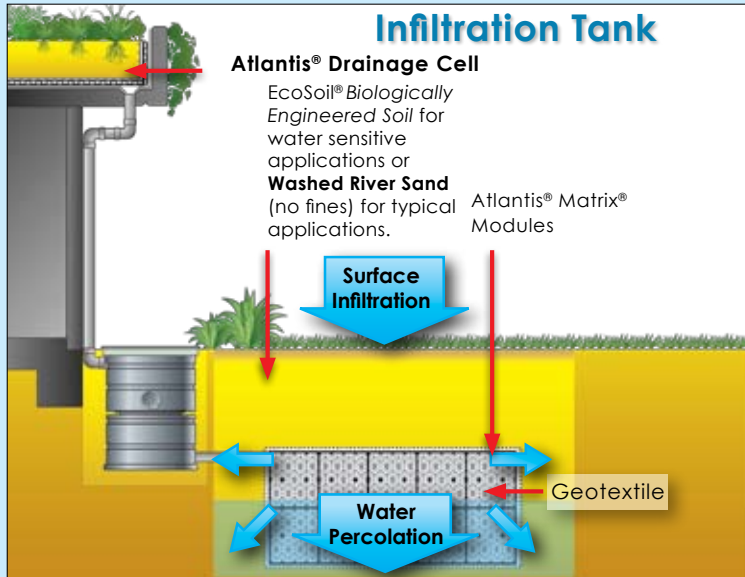 Infiltration Tank
Atlantis® Drainage Cell
EcoSoil® Biologically
Engineered Soil for
water sensitive
applications or
Washed River Sand
(no fines) for typical
applications.
Atlantis® Matrix®
Modules
Surface
Infiltration
Geotextile
Water
Percolation